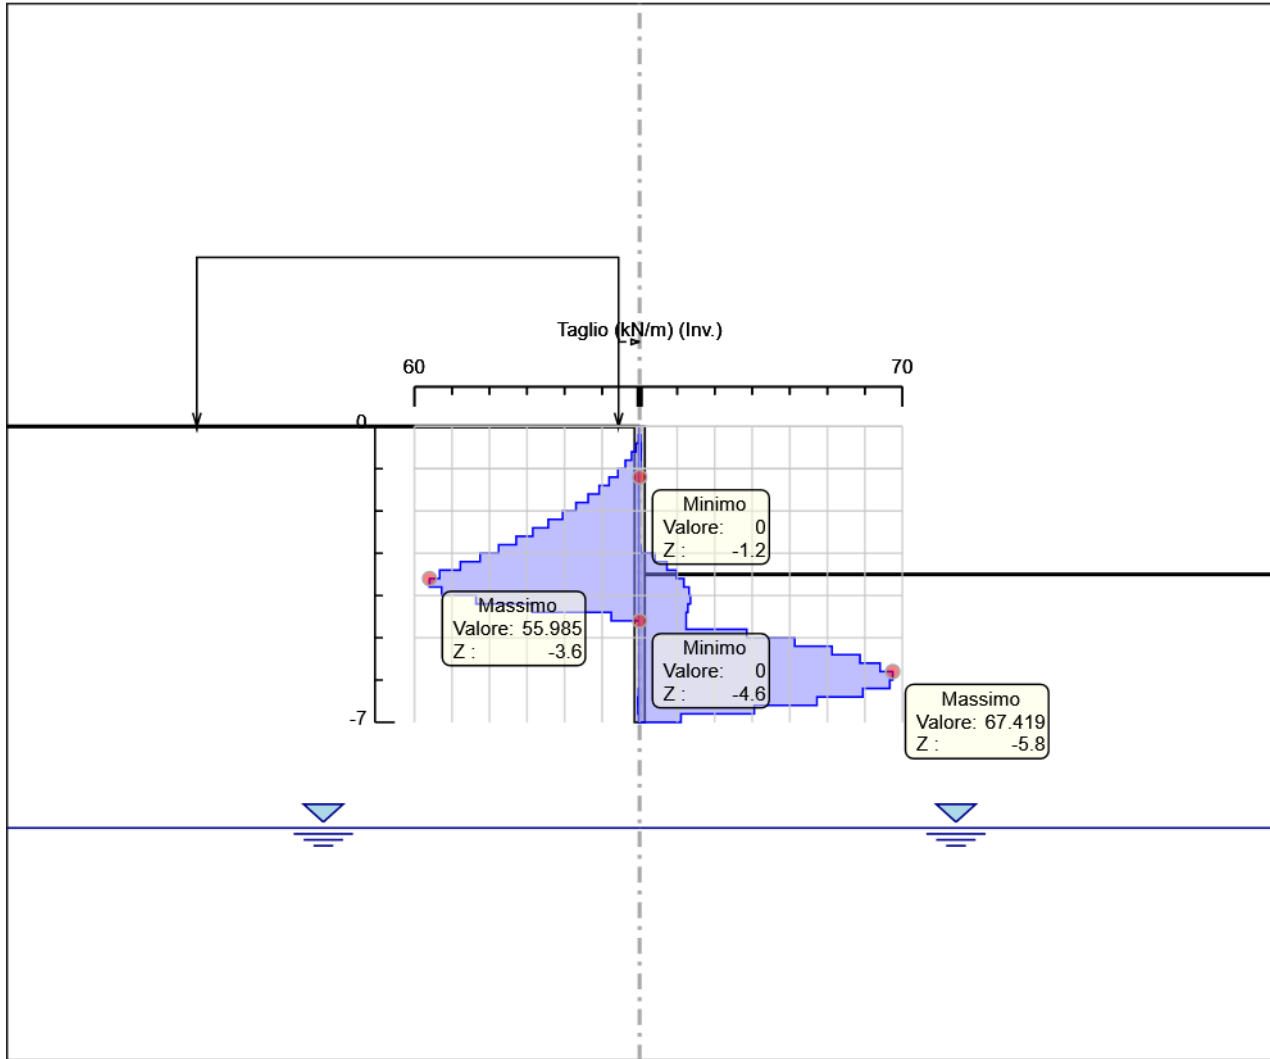 Taglio (kN/m) (Inv.)
60
70
0
Minimo
Valore: 0
Z : -1.2
Massimo
Valore: 55.985
Z : -3.6
Minimo
Valore: 0
Z : -4.6
Massimo
Valore: 67.419
Z : -5.8
-7